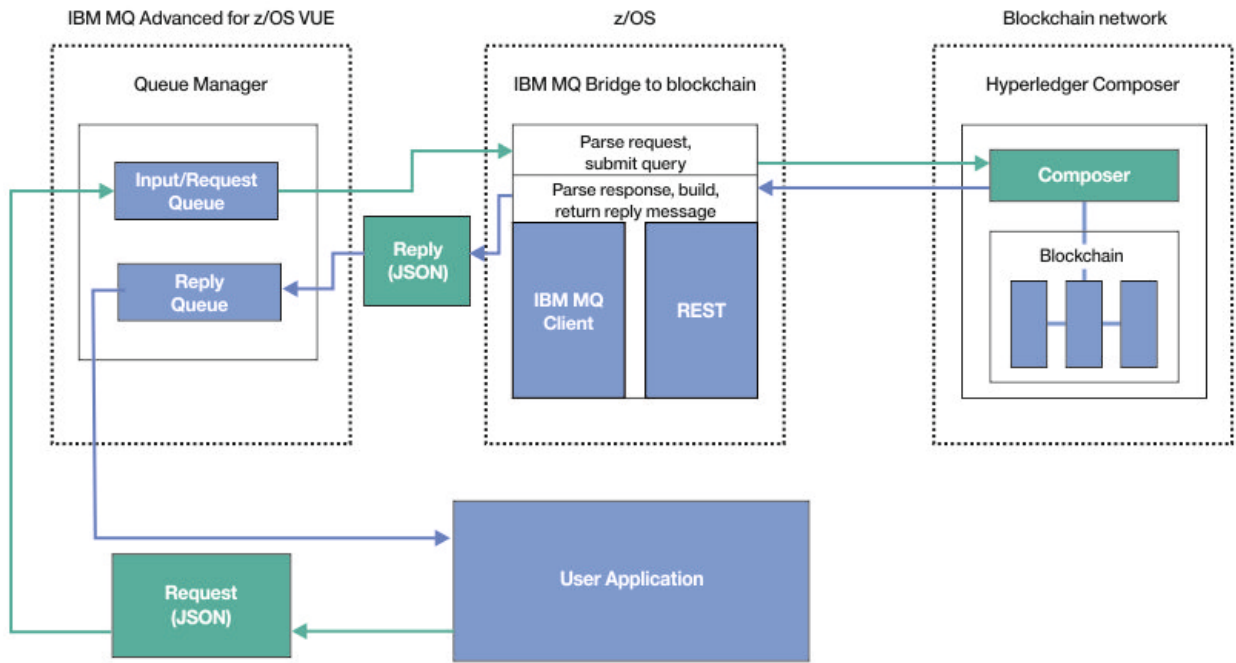 IBM MQ Advanced for z/OS VUE
Queue Manager
Input/Request
Queue
Reply
Queue
Reply
(JSON)
z/OS
IBM MQ Bridge to blockchain
Parse request,
submit query
Parse response, build,
return reply message
IBM MQ
Client
REST
Blockchain network
Hyperledger Composer
Composer
Blockchain
Request
(JSON)
User Application